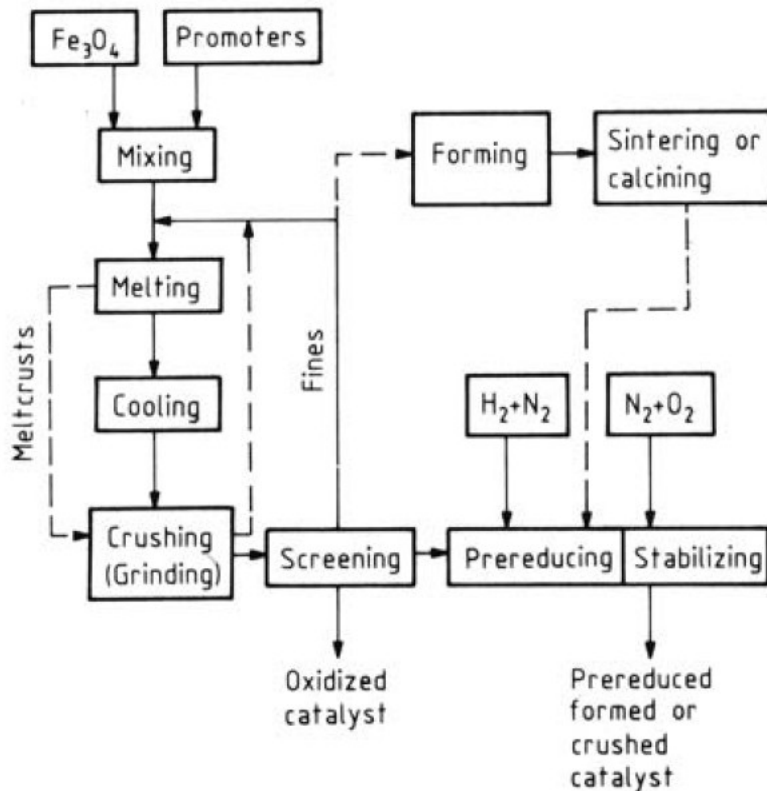 Fe₃O₄
Promoters
Mixing
Forming
Sintering or
calcining
Melting
Meltcrusts
Fines
Cooling
H₂+N₂
N₂+O₂
Crushing
(Grinding)
Screening
Prereducing
Stabilizing
Oxidized
catalyst
Prereduced
formed or
crushed
catalyst